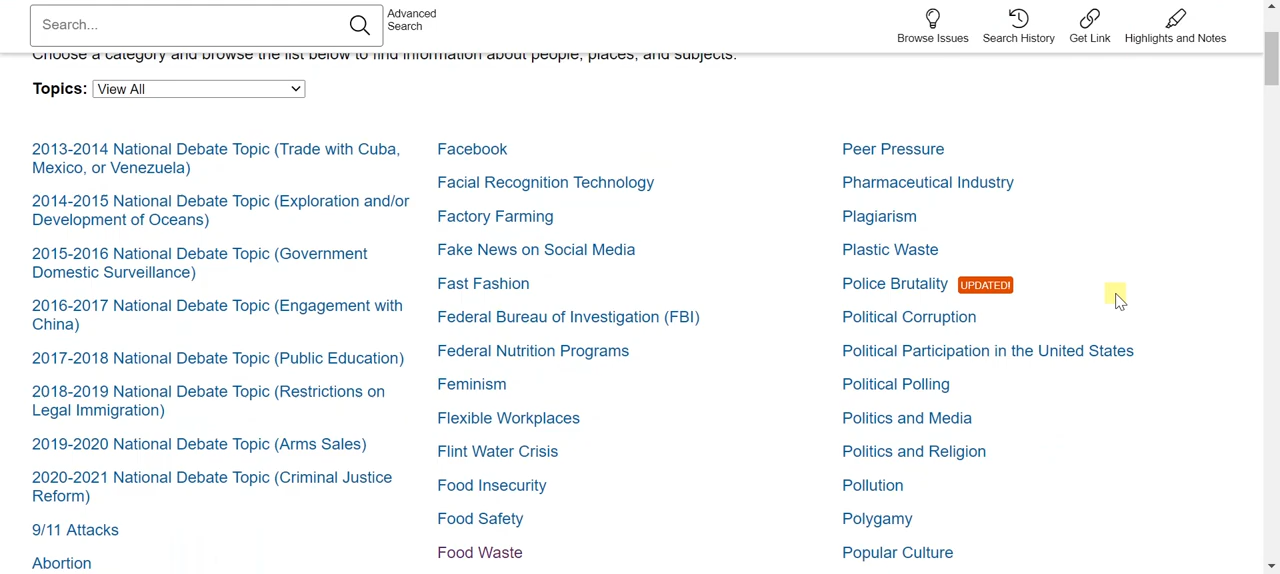 Search...
Advanced
Search
Browse Issues
Search History
Get Link
Highlights and Notes
Choose a category and browse the list below to find information about people, places, and subjects.
Topics: View All
2013-2014 National Debate Topic (Trade with Cuba,
Mexico, or Venezuela)
2014-2015 National Debate Topic (Exploration and/or
Development of Oceans)
2015-2016 National Debate Topic (Government
Domestic Surveillance)
2016-2017 National Debate Topic (Engagement with
China)
2017-2018 National Debate Topic (Public Education)
2018-2019 National Debate Topic (Restrictions on
Legal Immigration)
2019-2020 National Debate Topic (Arms Sales)
2020-2021 National Debate Topic (Criminal Justice
Reform)
9/11 Attacks
Abortion
Facebook
Facial Recognition Technology
Factory Farming
Fake News on Social Media
Fast Fashion
Federal Bureau of Investigation (FBI)
Federal Nutrition Programs
Feminism
Flexible Workplaces
Flint Water Crisis
Food Insecurity
Food Safety
Food Waste
Peer Pressure
Pharmaceutical Industry
Plagiarism
Plastic Waste
Police Brutality UPDATED!
Political Corruption
Political Participation in the United States
Political Polling
Politics and Media
Politics and Religion
Pollution
Polygamy
Popular Culture